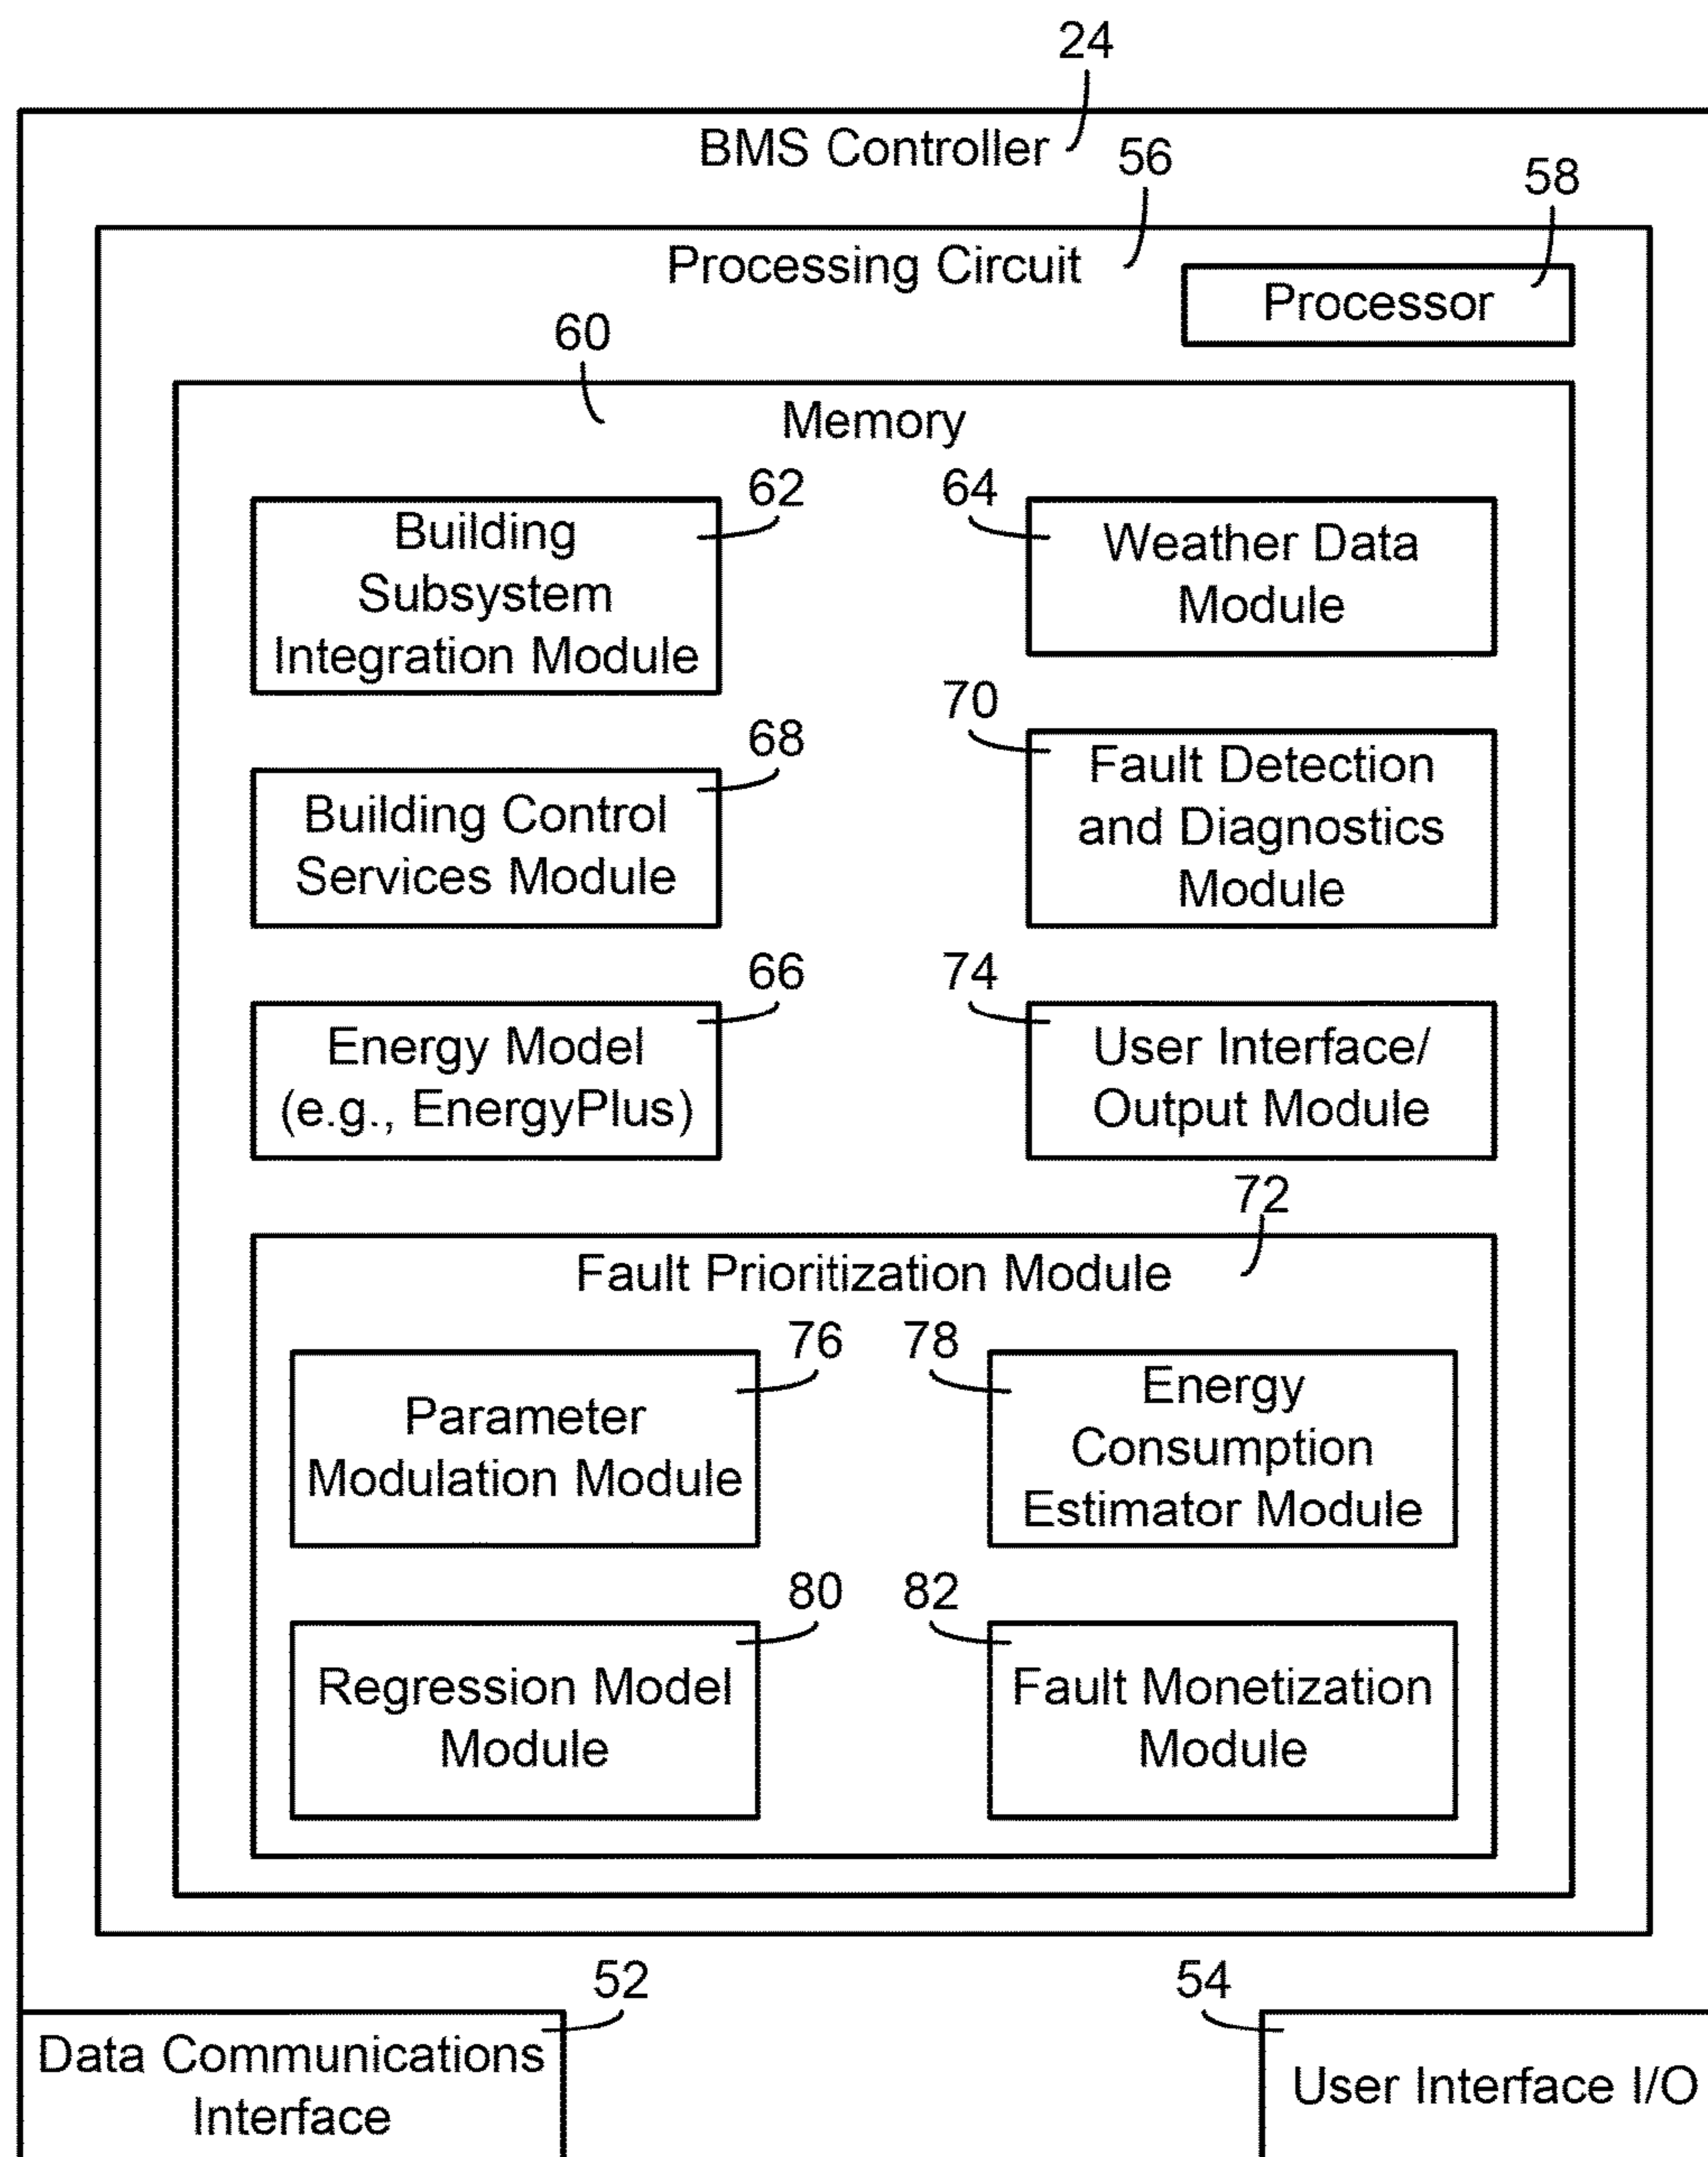 24
BMS Controller
56
58
Processing Circuit
Processor
60
Memory
62
64
Building
Subsystem
Integration Module
Weather Data
Module
68
70
Building Control
Services Module
Fault Detection
and Diagnostics
Module
66
74
Energy Model
(e.g., EnergyPlus)
User Interface/
Output Module
72
Fault Prioritization Module
76
78
Parameter
Modulation Module
Energy
Consumption
Estimator Module
80
82
Regression Model
Module
Fault Monetization
Module
52
54
Data Communications
Interface
User Interface I/O